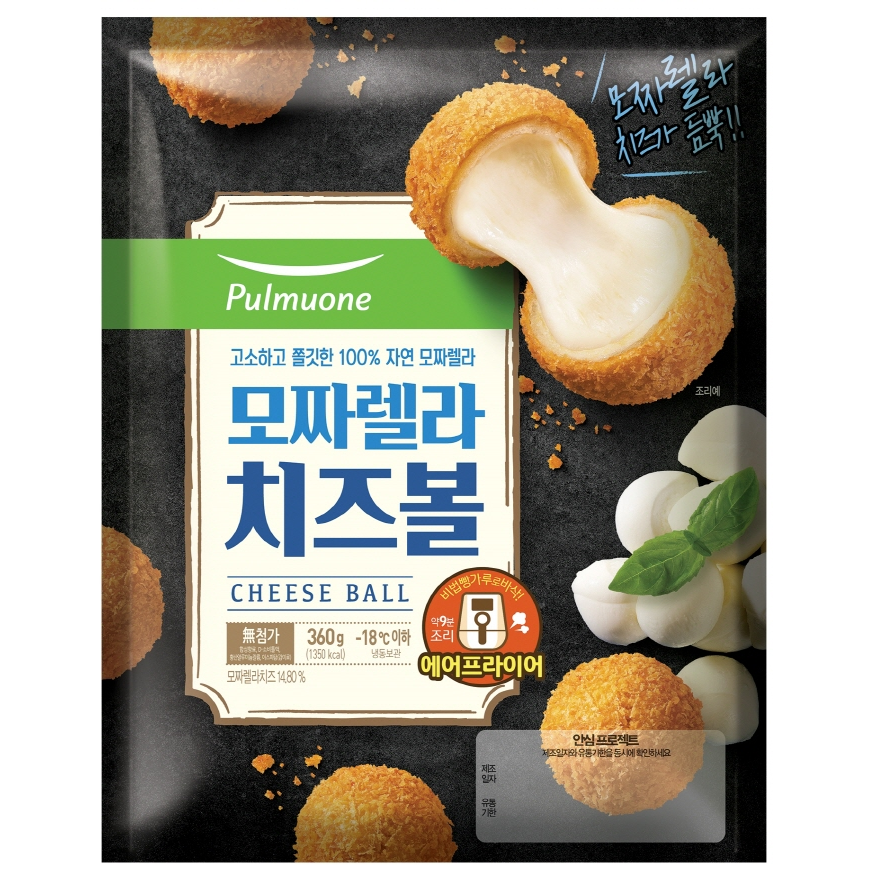 모짜렐라
치즈가 듬뿍!!
Pulmuone
고소하고 쫄깃한 100% 자연 모짜렐라
모짜렐라
치즈볼
CHEESE BALL
조리예
비법빵가루로바삭!
약9분
조리
에어프라이어
無첨가
360g
(1350 kcal)
-18℃ 이하
냉동보관
모짜렐라치즈 14.80 %
안심 프로젝트
제조일자와 유통기한을 동시에 확인하세요
제조
일자
유통
기한